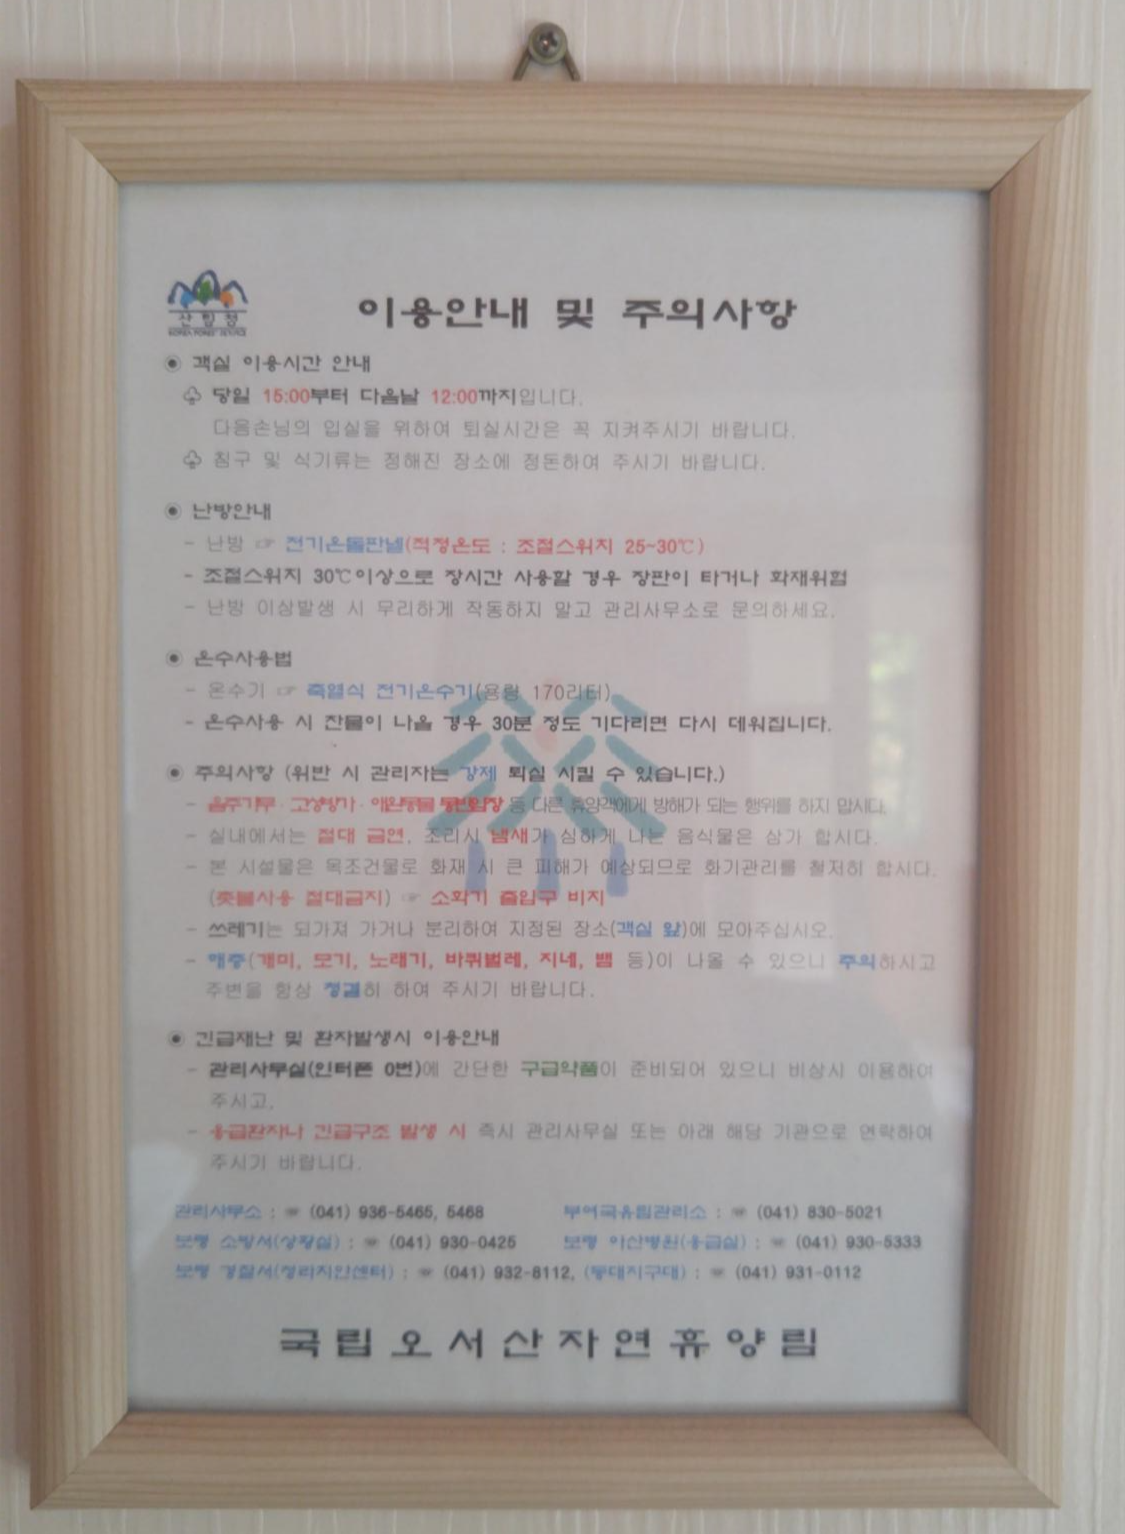 산림청
KOREA FOREST SERVICE
이용안내 및 주의사항
◉ 객실 이용시간 안내
♧ 당일 15:00부터 다음날 12:00까지입니다.
다음손님의 입실을 위하여 퇴실시간은 꼭 지켜주시기 바랍니다.
♧ 침구 및 식기류는 정해진 장소에 정돈하여 주시기 바랍니다.
◉ 난방안내
- 난방 ☞ 전기온돌판넬(적정온도 : 조절스위치 25~30℃)
- 조절스위치 30℃이상으로 장시간 사용할 경우 장판이 타거나 화재위험
- 난방 이상발생 시 무리하게 작동하지 말고 관리사무소로 문의하세요.
◉ 온수사용법
- 온수기 ☞ 축열식 전기온수기(용량 170리터)
- 온수사용 시 찬물이 나올 경우 30분 정도 기다리면 다시 데워집니다.
◉ 주의사항 (위반 시 관리자는 강제 퇴실 시킬 수 있습니다.)
- 음주가무·고성방가·애완동물 동반입장 등 다른 휴양객에게 방해가 되는 행위를 하지 맙시다.
- 실내에서는 절대 금연, 조리시 냄새가 심하게 나는 음식물은 삼가 합시다.
- 본 시설물은 목조건물로 화재 시 큰 피해가 예상되므로 화기관리를 철저히 합시다.
(촛불사용 절대금지) ☞ 소화기 출입구 비치
- 쓰레기는 되가져 가거나 분리하여 지정된 장소(객실 앞)에 모아주십시오.
- 해충(개미, 모기, 노래기, 바퀴벌레, 지네, 뱀 등)이 나올 수 있으니 주의하시고
주변을 항상 청결히 하여 주시기 바랍니다.
◉ 긴급재난 및 환자발생시 이용안내
- 관리사무실(인터폰 0번)에 간단한 구급약품이 준비되어 있으니 비상시 이용하여
주시고,
- 응급환자나 긴급구조 발생 시 즉시 관리사무실 또는 아래 해당 기관으로 연락하여
주시기 바랍니다.
관리사무소 : ☏ (041) 936-5465, 5468 부여국유림관리소 : ☏ (041) 830-5021
보령 소방서(상황실) : ☏ (041) 930-0425 보령 아산병원(응급실) : ☏ (041) 930-5333
보령 경찰서(청라치안센터) : ☏ (041) 932-8112, (동대지구대) : ☏ (041) 931-0112
국립오서산자연휴양림